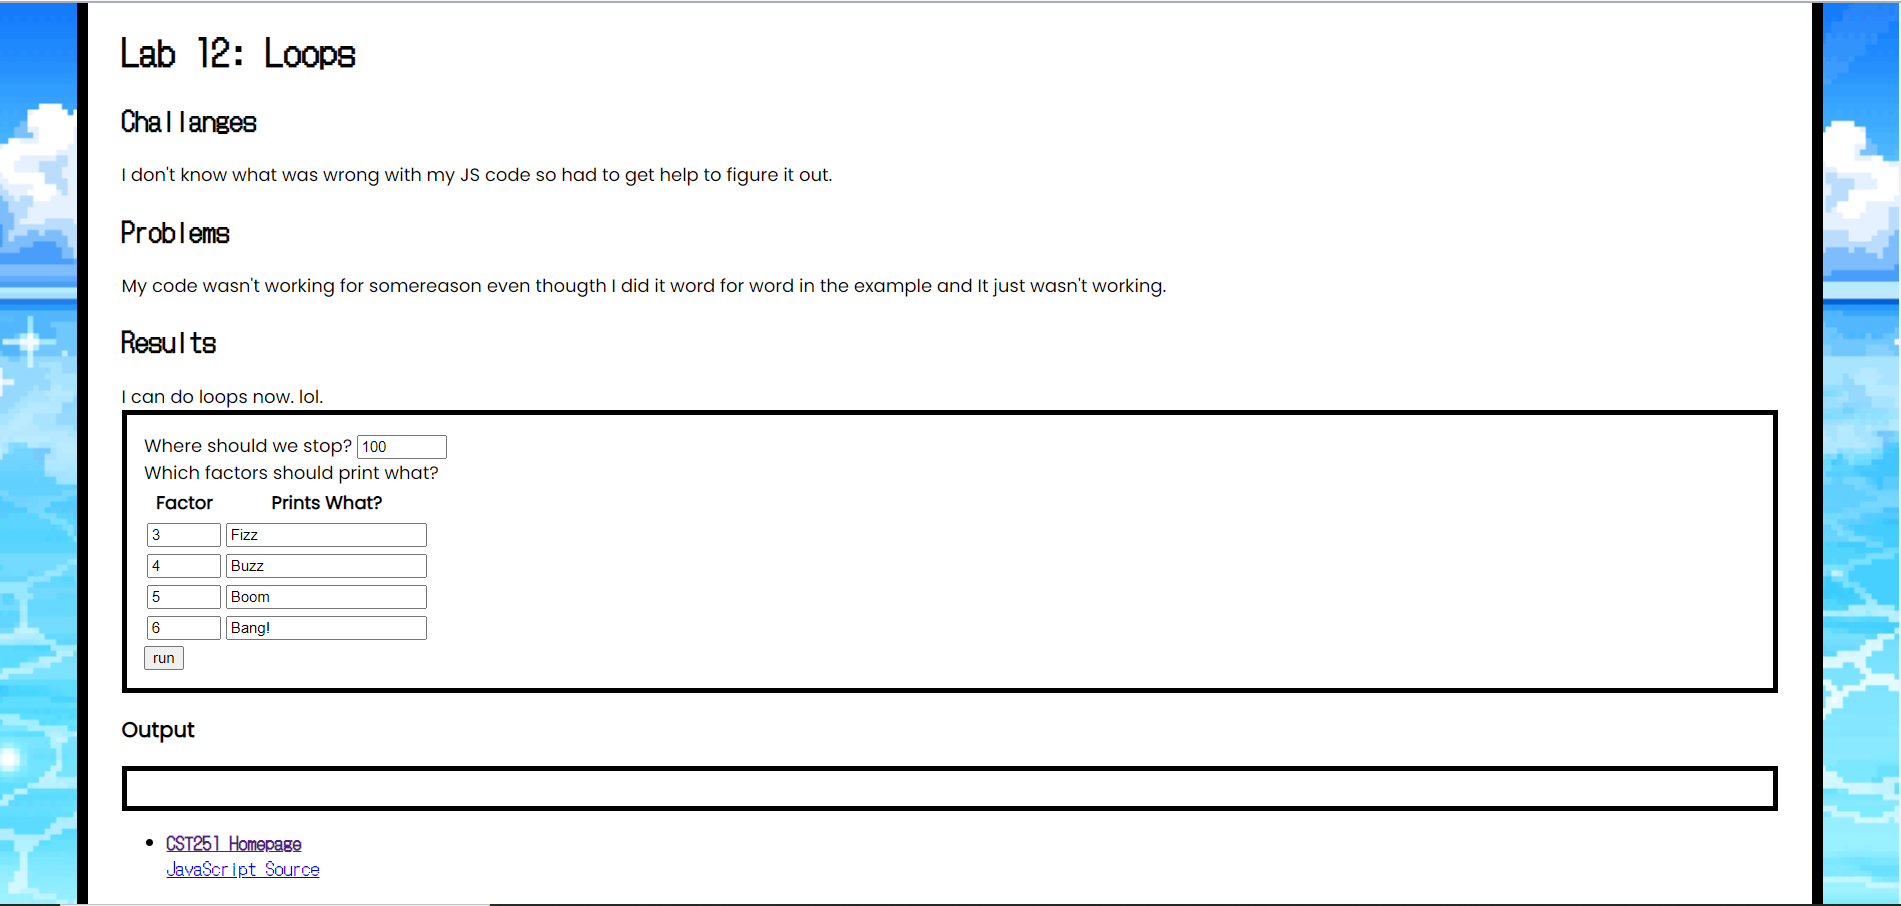 Lab 12: Loops
Challanges
I don't know what was wrong with my JS code so had to get help to figure it out.
Problems
My code wasn't working for somereason even thougth I did it word for word in the example and It just wasn't working.
Results
I can do loops now. lol.
Where should we stop? 100
Which factors should print what?
Factor Prints What?
3 Fizz
4 Buzz
5 Boom
6 Bang!
run
Output
CST251 Homepage
JavaScript Source